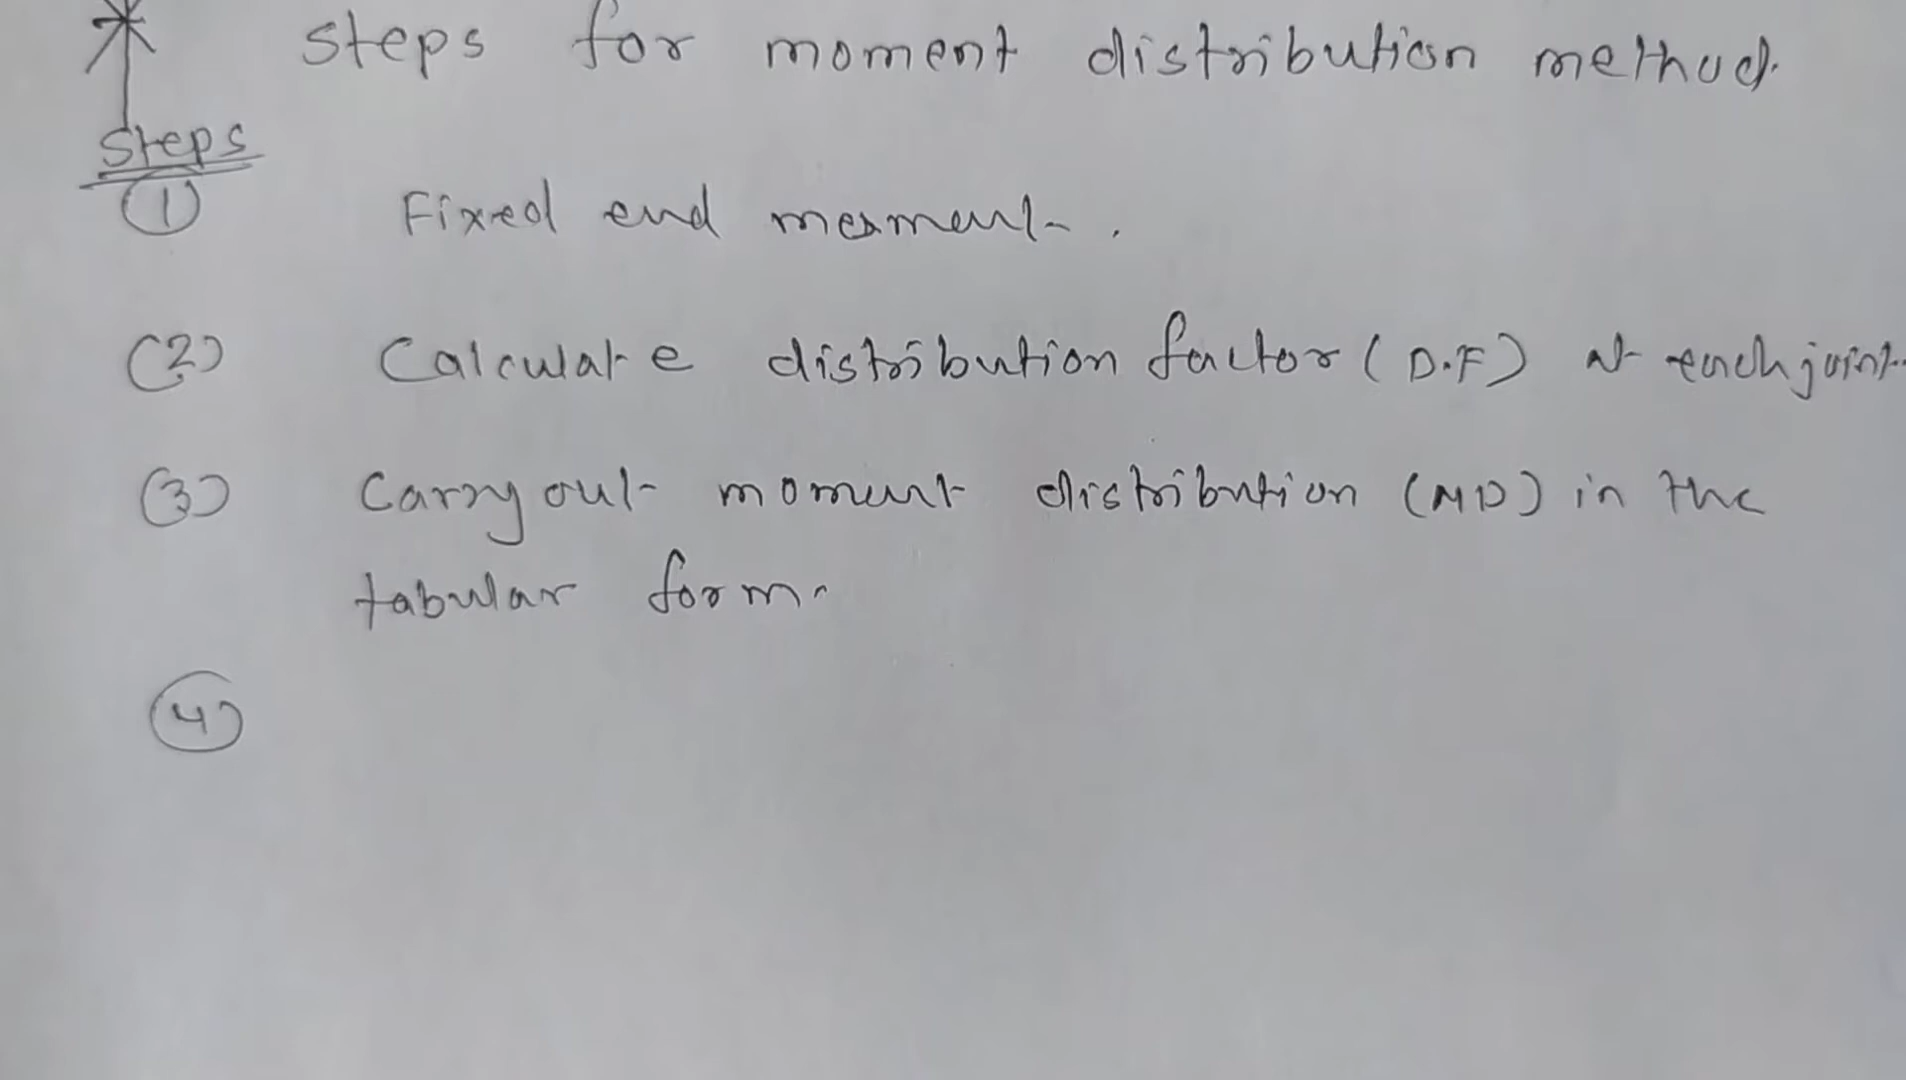 steps for moment distribution method.
Steps
(1) Fixed end moment.
(2) Calculate distribution factor (D.F) at each joint.
(3) Carry out moment distribution (MD) in the
tabular form.
(4)